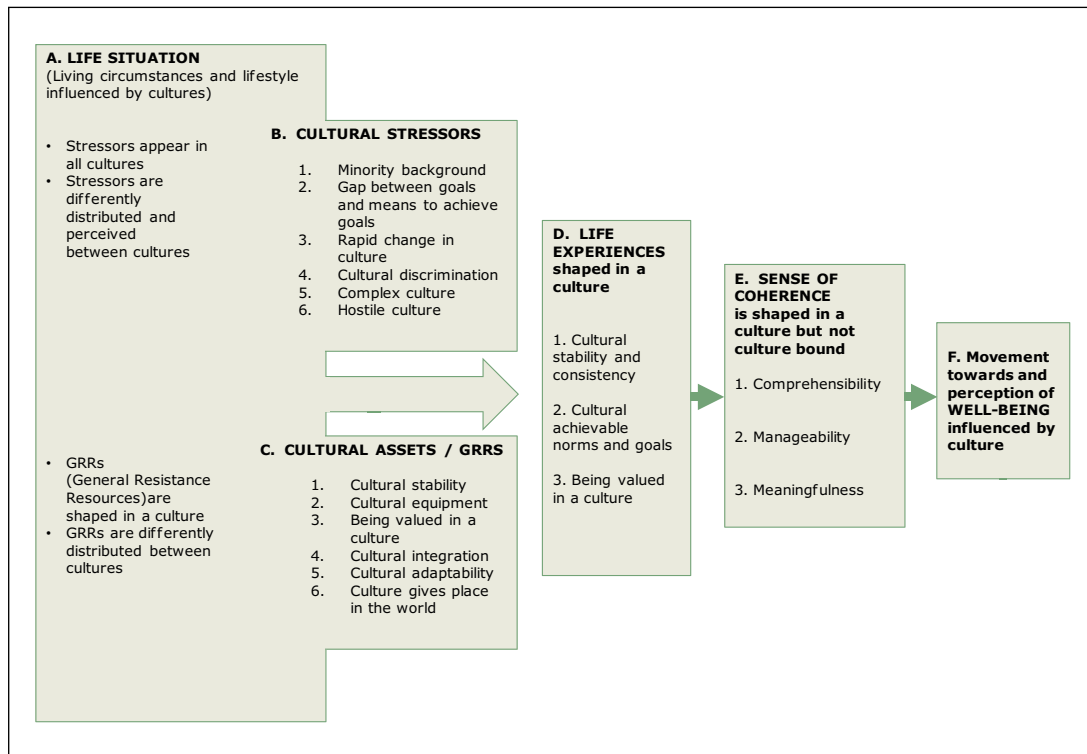 A. LIFE SITUATION
(Living circumstances and lifestyle
influenced by cultures)
• Stressors appear in
all cultures
• Stressors are
differently
distributed and
perceived
between cultures
• GRRs
(General Resistance
Resources)are
shaped in a culture
• GRRs are differently
distributed between
cultures
B. CULTURAL STRESSORS
1. Minority background
2. Gap between goals
and means to achieve
goals
3. Rapid change in
culture
4. Cultural discrimination
5. Complex culture
6. Hostile culture
C. CULTURAL ASSETS / GRRS
1. Cultural stability
2. Cultural equipment
3. Being valued in a
culture
4. Cultural integration
5. Cultural adaptability
6. Culture gives place
in the world
D. LIFE
EXPERIENCES
shaped in a
culture
1. Cultural
stability and
consistency
2. Cultural
achievable
norms and goals
3. Being valued
in a culture
E. SENSE OF
COHERENCE
is shaped in a
culture but not
culture bound
1. Comprehensibility
2. Manageability
3. Meaningfulness
F. Movement
towards and
perception of
WELL-BEING
influenced by
culture